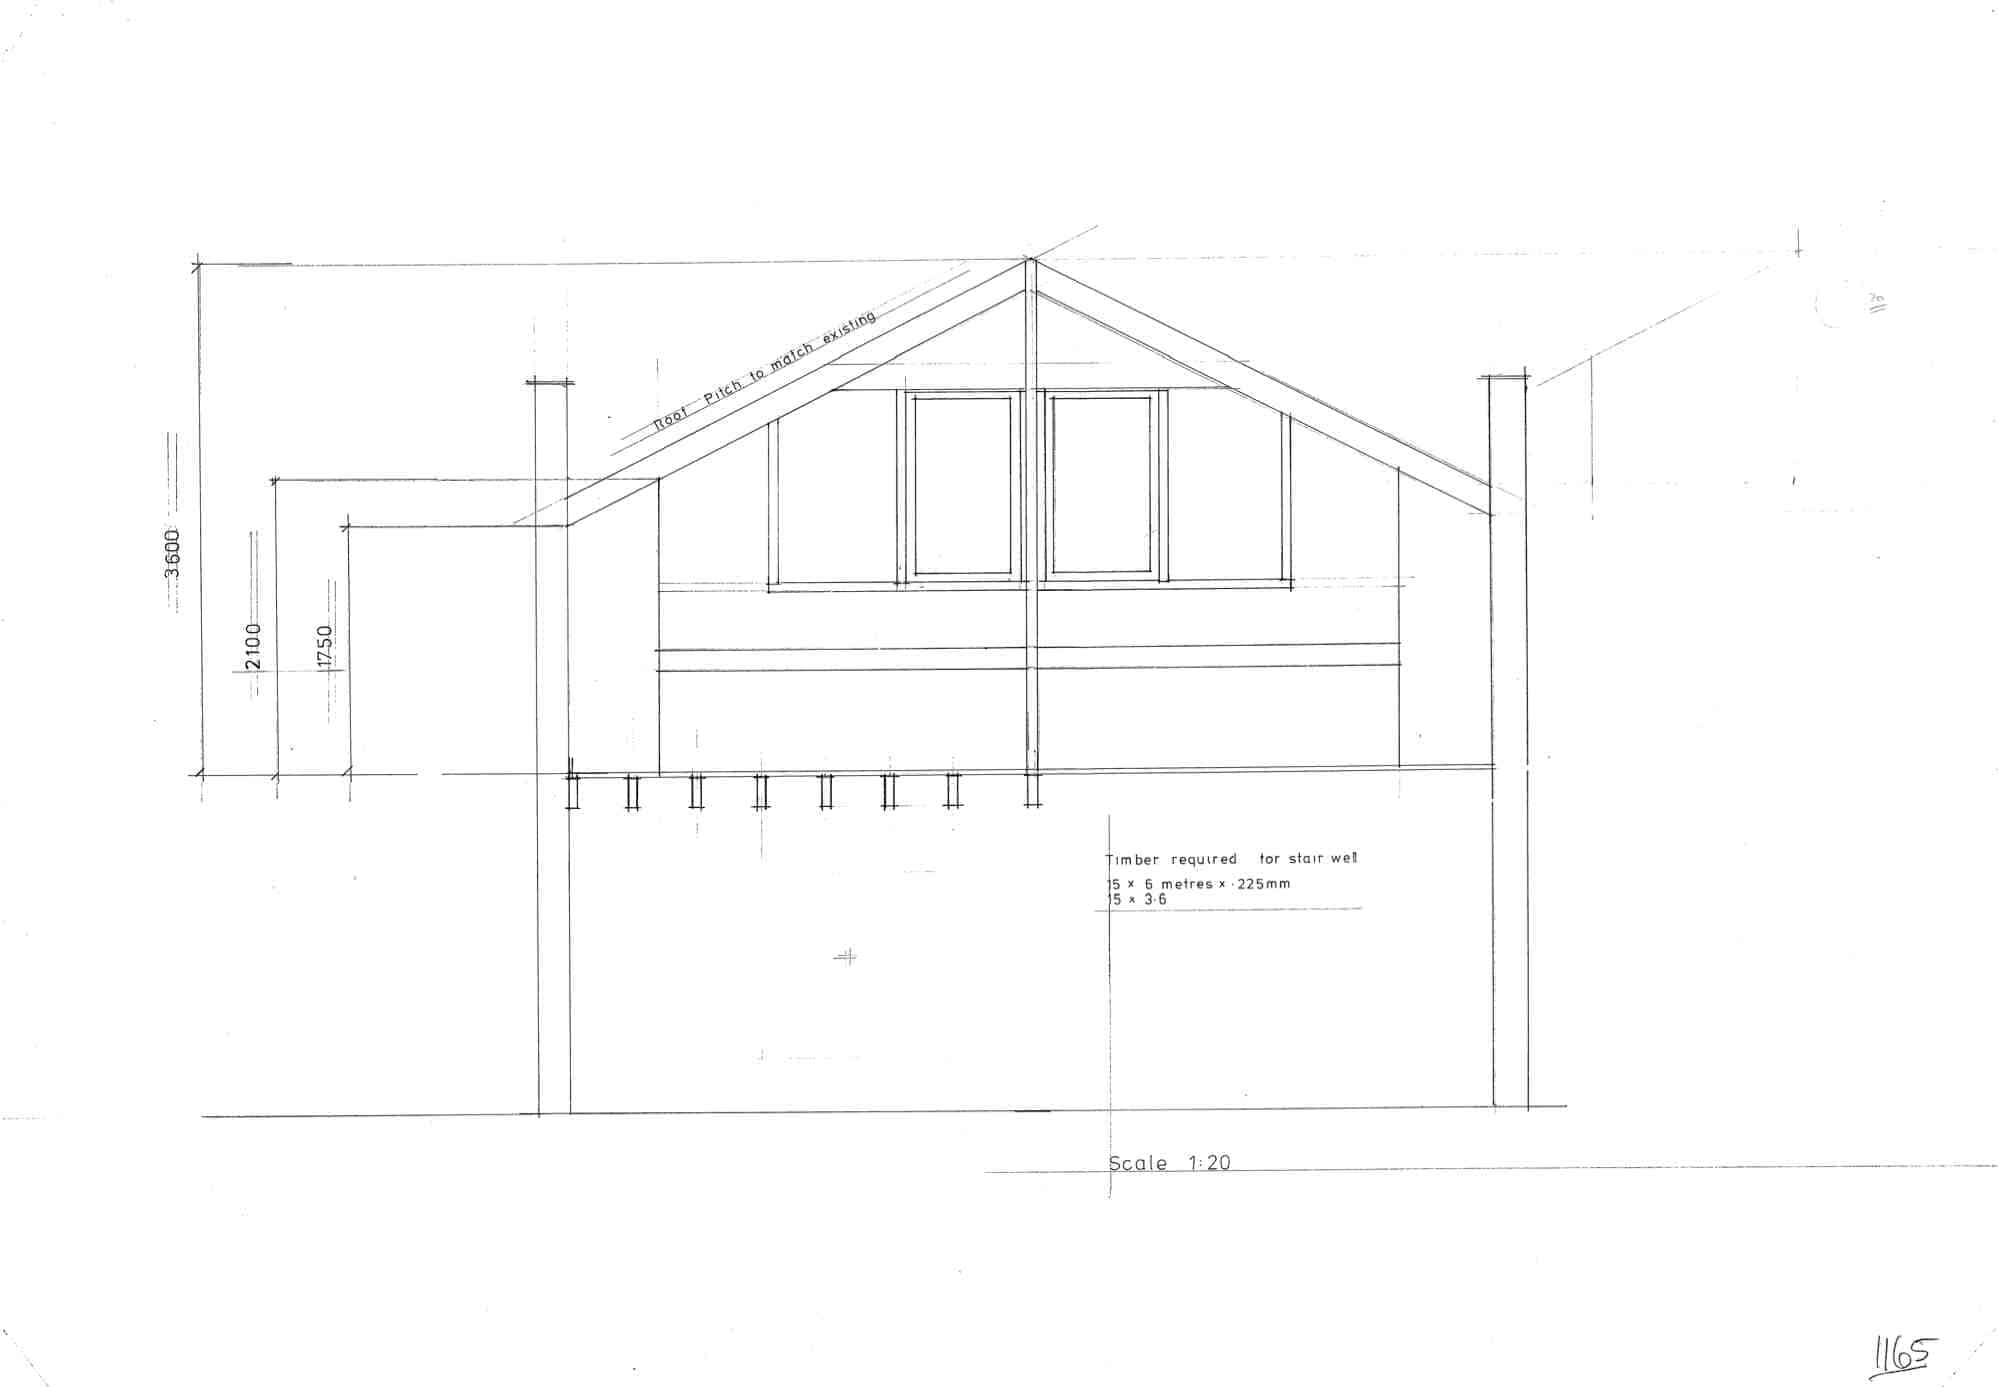 Roof Pitch to match existing
3600
2100
1750
Timber required for stair well
15 × 6 metres × ·225mm
15 × 3·6
Scale 1:20
1165